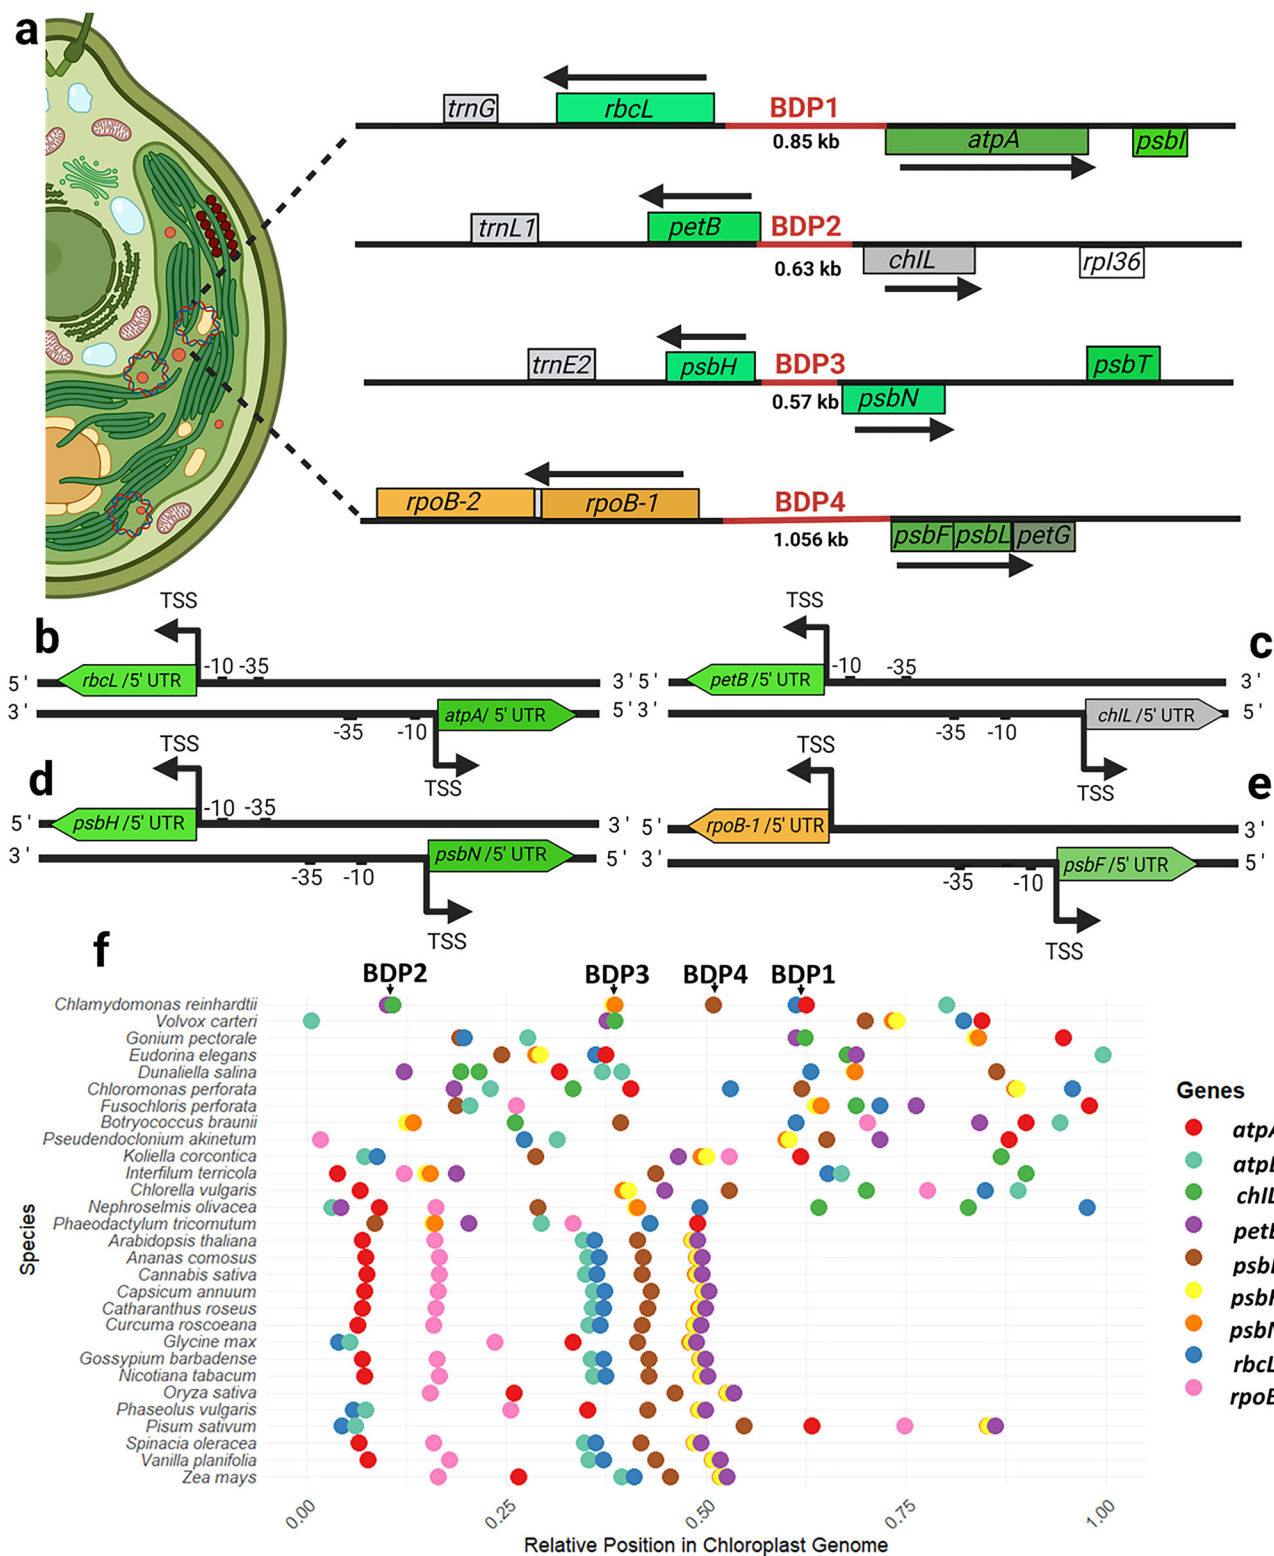 a
trnG
rbcL
BDP1
0.85 kb
atpA
psbI
trnL1
petB
BDP2
0.63 kb
chlL
rpl36
trnE2
psbH
BDP3
0.57 kb
psbN
psbT
rpoB-2
rpoB-1
BDP4
1.056 kb
psbF
psbL
petG
b
TSS
-10 -35
5' rbcL /5' UTR 3'
3' atpA/ 5' UTR 5'
-35 -10
TSS
c
TSS
-10 -35
5' petB /5' UTR 3'
3' chlL /5' UTR 5'
-35 -10
TSS
d
TSS
-10 -35
5' psbH /5' UTR 3'
3' psbN /5' UTR 5'
-35 -10
TSS
e
TSS
5' rpoB-1 /5' UTR 3'
3' psbF /5' UTR 5'
-35 -10
TSS
f
BDP2 BDP3 BDP4 BDP1
Species
Chlamydomonas reinhardtii
Volvox carteri
Gonium pectorale
Eudorina elegans
Dunaliella salina
Chloromonas perforata
Fusochloris perforata
Botryococcus braunii
Pseudendoclonium akinetum
Koliella corcontica
Interfilum terricola
Chlorella vulgaris
Nephroselmis olivacea
Phaeodactylum tricornutum
Arabidopsis thaliana
Ananas comosus
Cannabis sativa
Capsicum annuum
Catharanthus roseus
Curcuma roscoeana
Glycine max
Gossypium barbadense
Nicotiana tabacum
Oryza sativa
Phaseolus vulgaris
Pisum sativum
Spinacia oleracea
Vanilla planifolia
Zea mays
0.00 0.25 0.50 0.75 1.00
Relative Position in Chloroplast Genome
Genes
atpA
chlL
rbcL